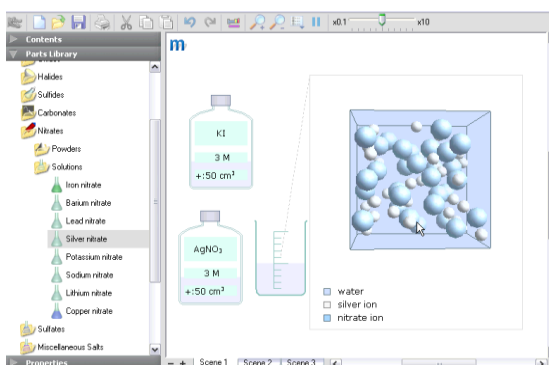 x0.1
x10
Contents
Parts Library
Halides
Sulfides
Carbonates
Nitrates
Powders
Solutions
Iron nitrate
Barium nitrate
Lead nitrate
Silver nitrate
Potassium nitrate
Sodium nitrate
Lithium nitrate
Copper nitrate
Sulfates
Miscellaneous Salts
Properties
m
KI
3 M
+:50 cm³
AgNO₃
3 M
+:50 cm³
water
silver ion
nitrate ion
Scene 1 Scene 2 Scene 3